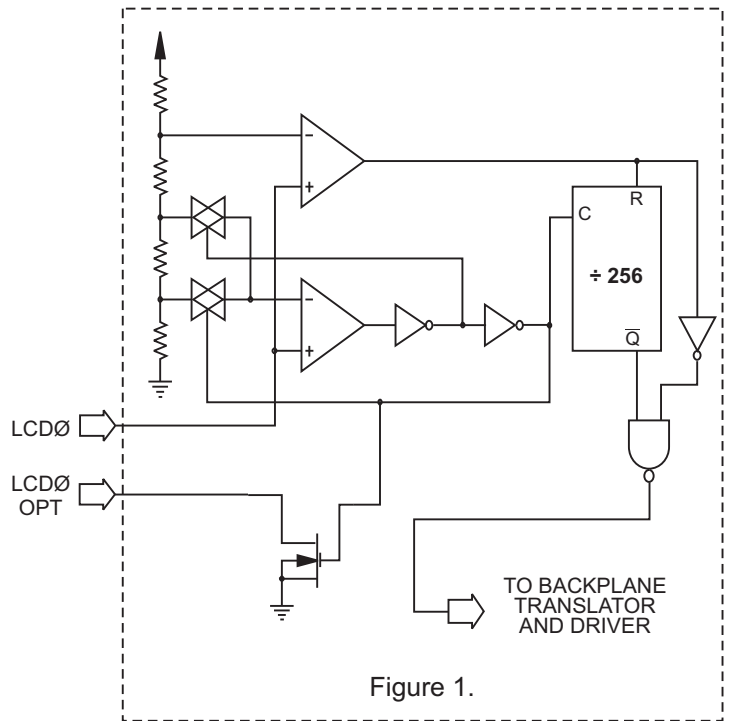 −
+
R
C
÷ 256
−
+
Q̅
LCDØ
LCDØ
OPT
TO BACKPLANE
TRANSLATOR
AND DRIVER
Figure 1.